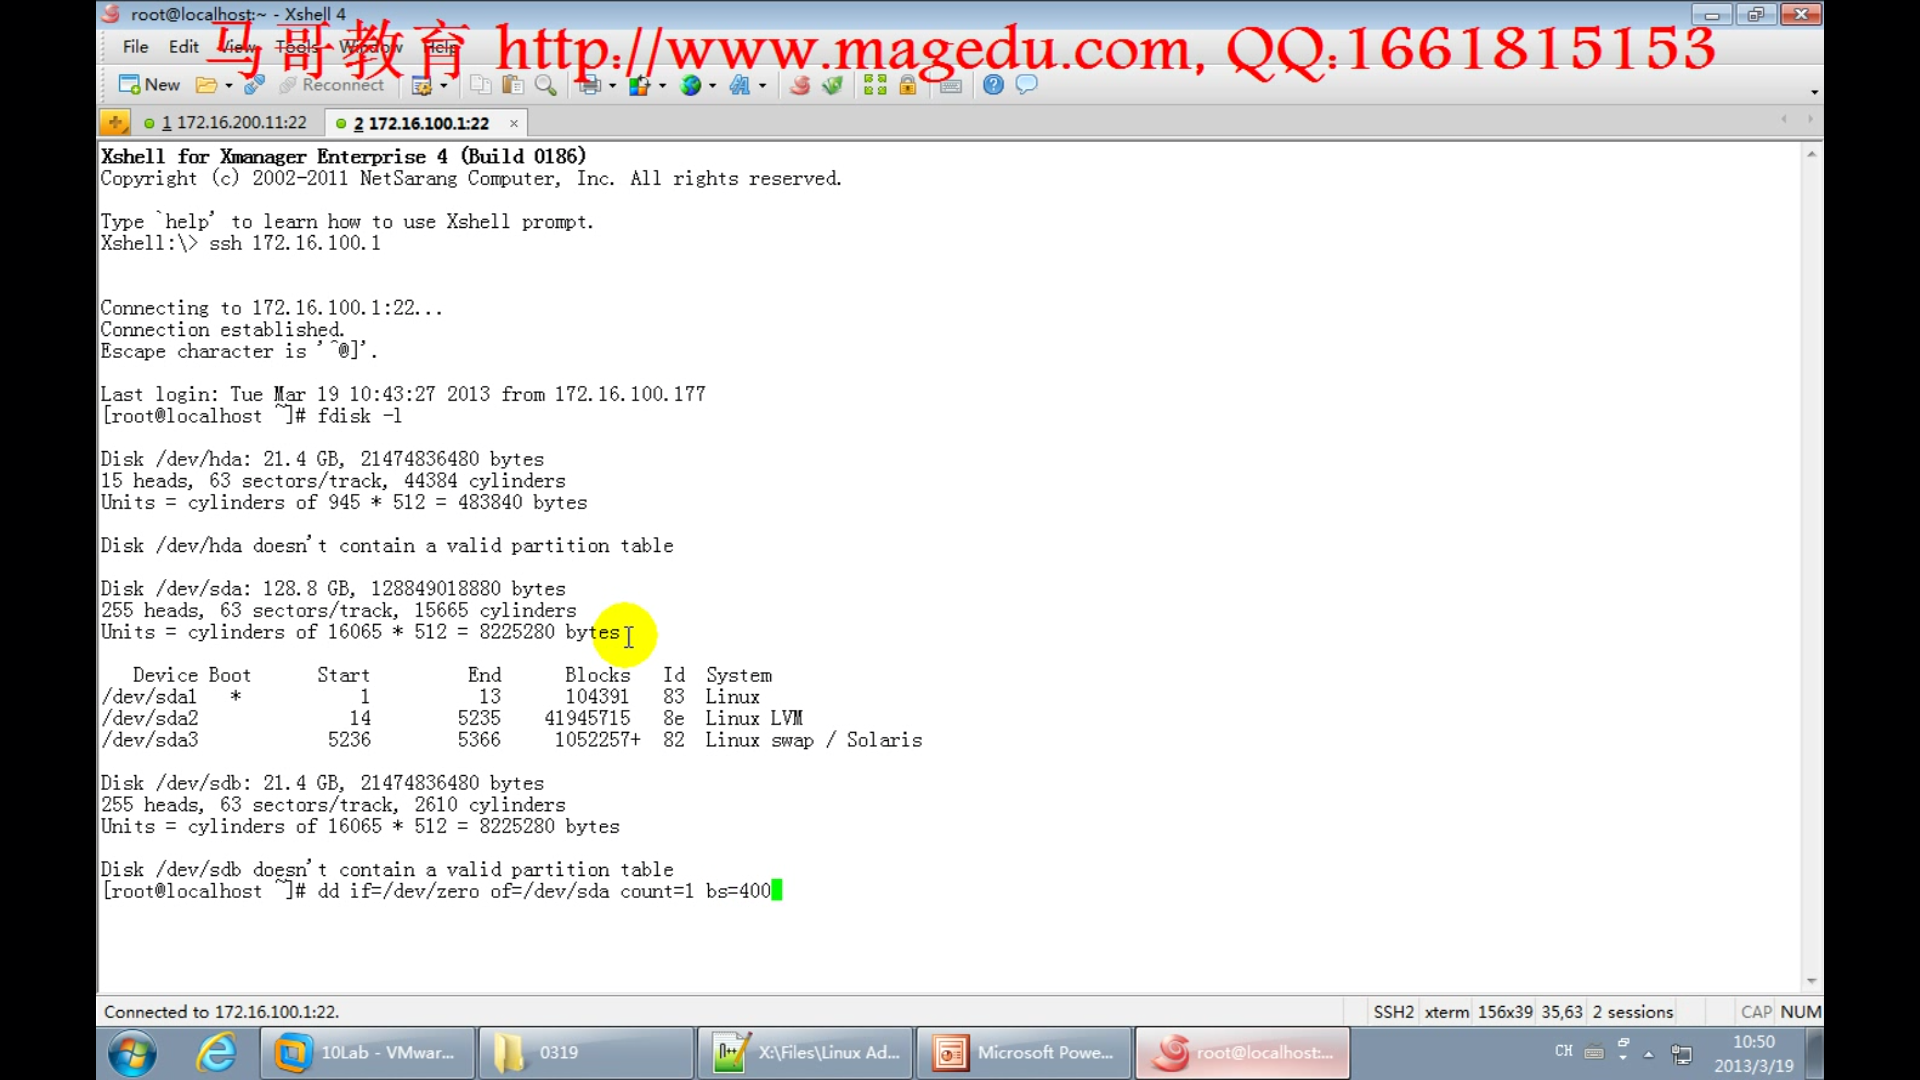 root@localhost:~ - Xshell 4
马哥教育 http://www.magedu.com, QQ:1661815153
File Edit View Tools Window Help
New Reconnect
1 172.16.200.11:22 2 172.16.100.1:22
Xshell for Xmanager Enterprise 4 (Build 0186)
Copyright (c) 2002-2011 NetSarang Computer, Inc. All rights reserved.
Type `help' to learn how to use Xshell prompt.
Xshell:\> ssh 172.16.100.1
Connecting to 172.16.100.1:22...
Connection established.
Escape character is '^@]'.
Last login: Tue Mar 19 10:43:27 2013 from 172.16.100.177
[root@localhost ~]# fdisk -l
Disk /dev/hda: 21.4 GB, 21474836480 bytes
15 heads, 63 sectors/track, 44384 cylinders
Units = cylinders of 945 * 512 = 483840 bytes
Disk /dev/hda doesn't contain a valid partition table
Disk /dev/sda: 128.8 GB, 128849018880 bytes
255 heads, 63 sectors/track, 15665 cylinders
Units = cylinders of 16065 * 512 = 8225280 bytes
Device Boot Start End Blocks Id System
/dev/sda1 * 1 13 104391 83 Linux
/dev/sda2 14 5235 41945715 8e Linux LVM
/dev/sda3 5236 5366 1052257+ 82 Linux swap / Solaris
Disk /dev/sdb: 21.4 GB, 21474836480 bytes
255 heads, 63 sectors/track, 2610 cylinders
Units = cylinders of 16065 * 512 = 8225280 bytes
Disk /dev/sdb doesn't contain a valid partition table
[root@localhost ~]# dd if=/dev/zero of=/dev/sda count=1 bs=400
Connected to 172.16.100.1:22. SSH2 xterm 156x39 35,63 2 sessions CAP NUM
10Lab - VMwar... 0319 X:\Files\Linux Ad... Microsoft Powe... root@localhost:... CH 10:50
2013/3/19